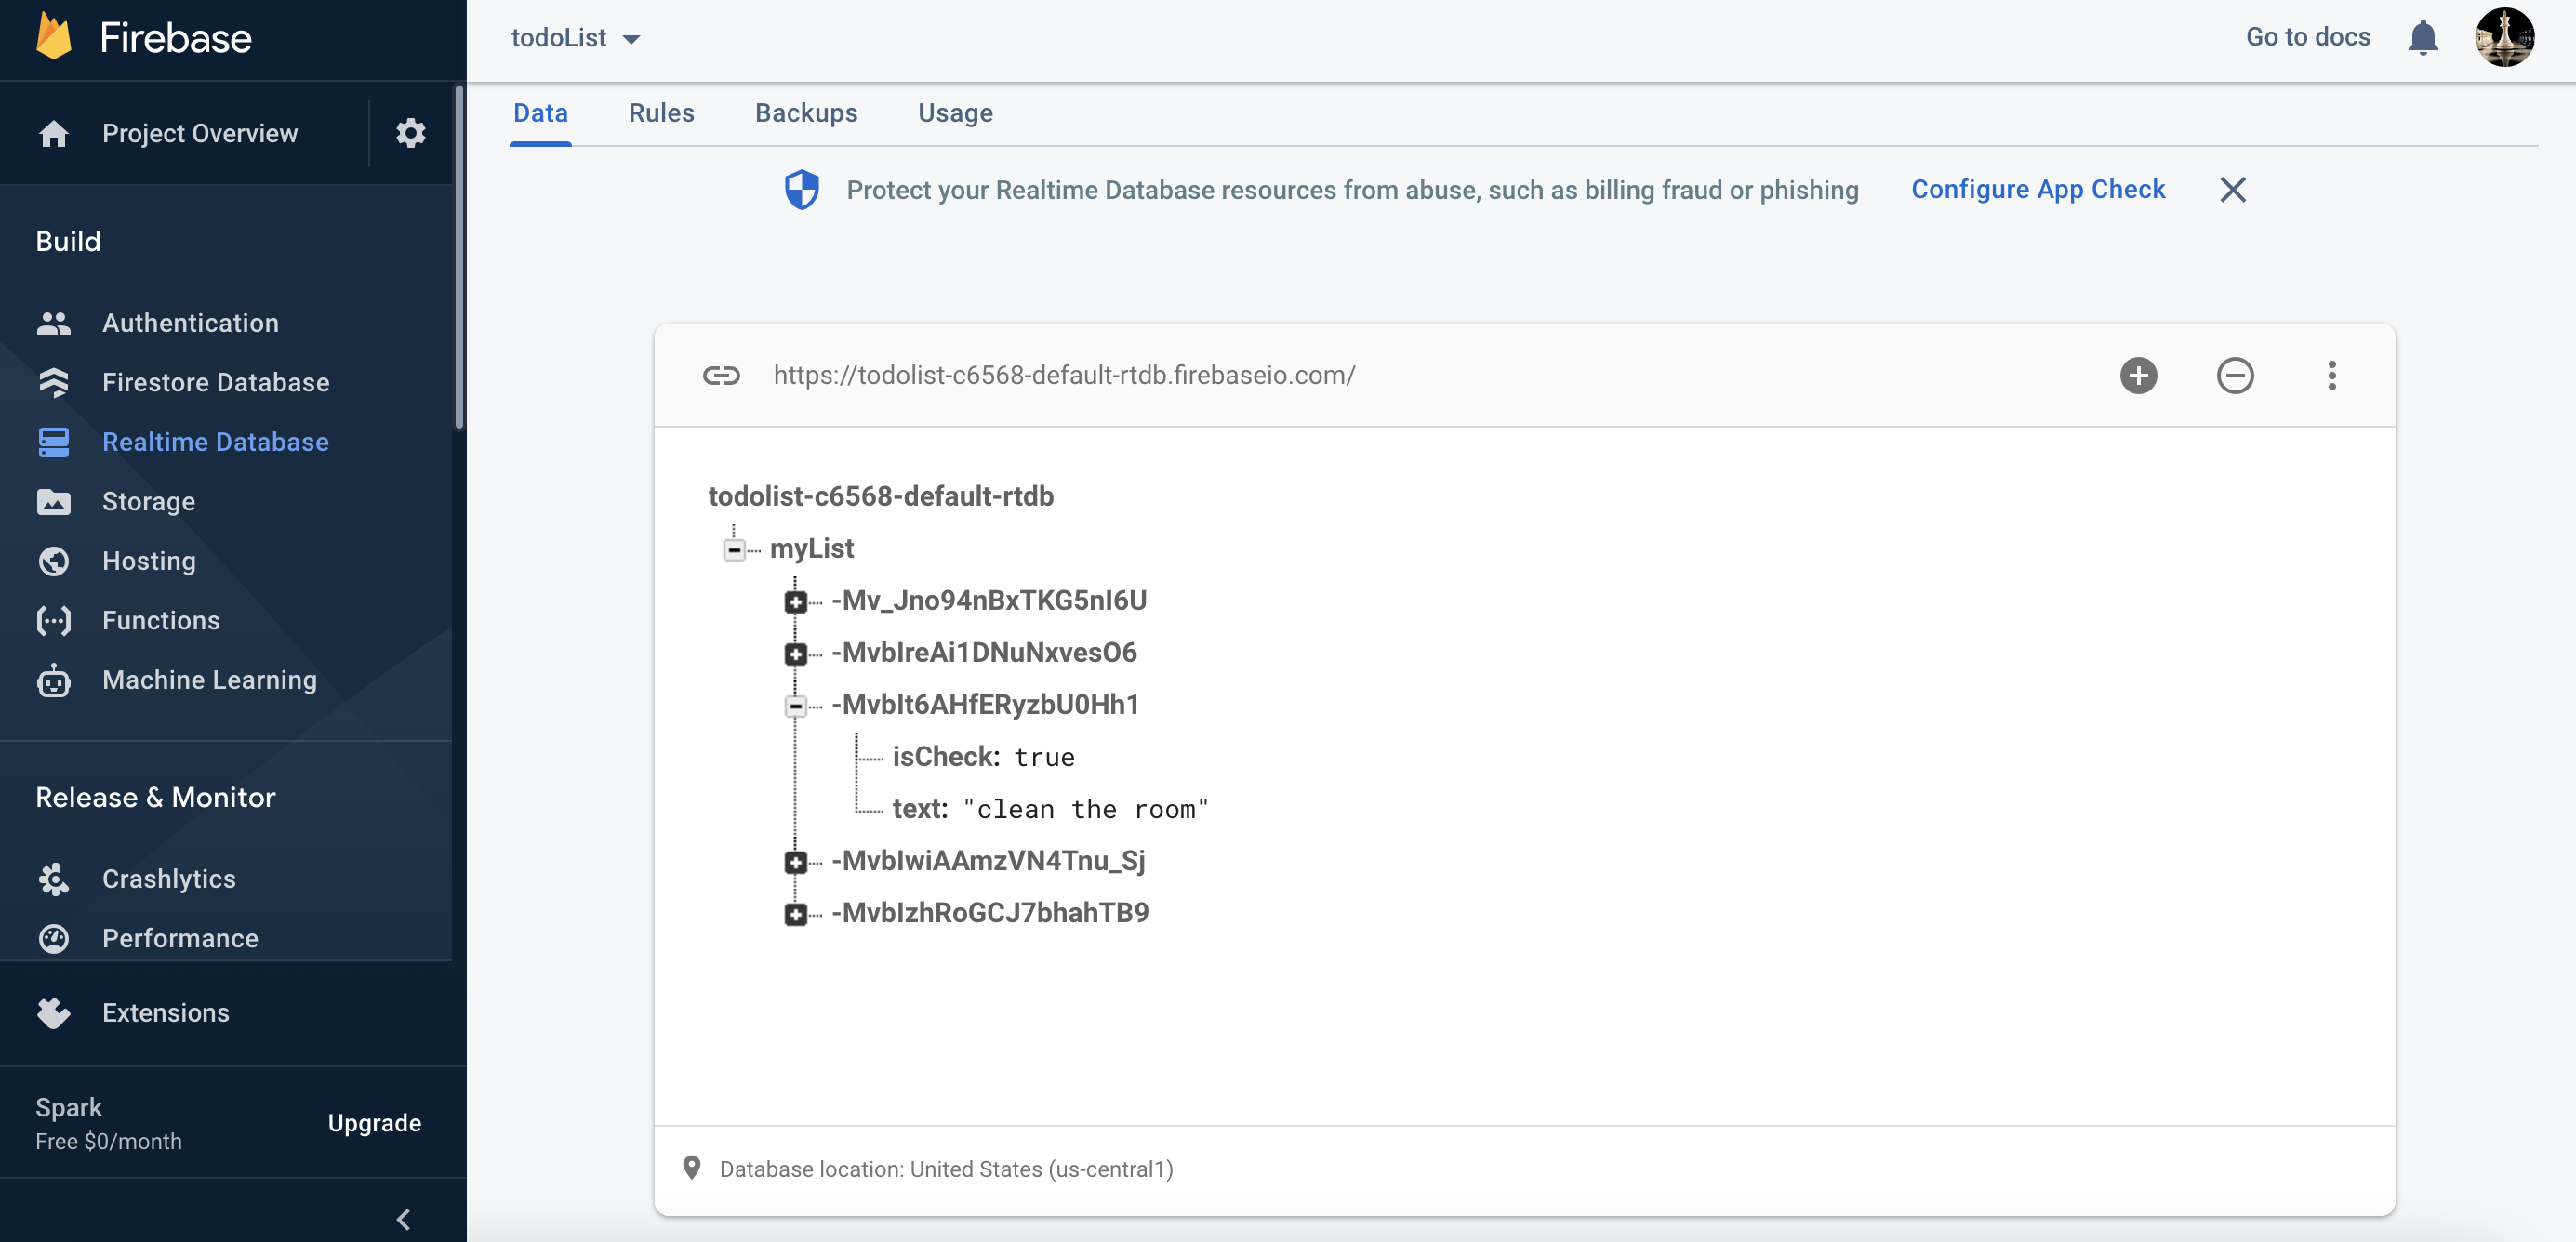 Firebase
todoList
Go to docs
Project Overview
Data
Rules
Backups
Usage
Protect your Realtime Database resources from abuse, such as billing fraud or phishing
Configure App Check
Build
Authentication
Firestore Database
Realtime Database
Storage
Hosting
Functions
Machine Learning
Release & Monitor
Crashlytics
Performance
Extensions
Spark
Free $0/month
Upgrade
https://todolist-c6568-default-rtdb.firebaseio.com/
todolist-c6568-default-rtdb
myList
-Mv_Jno94nBxTKG5nI6U
-MvbIreAi1DNuNxvesO6
-MvbIt6AHfERyzbU0Hh1
isCheck: true
text: "clean the room"
-MvbIwiAAmzVN4Tnu_Sj
-MvbIzhRoGCJ7bhahTB9
Database location: United States (us-central1)